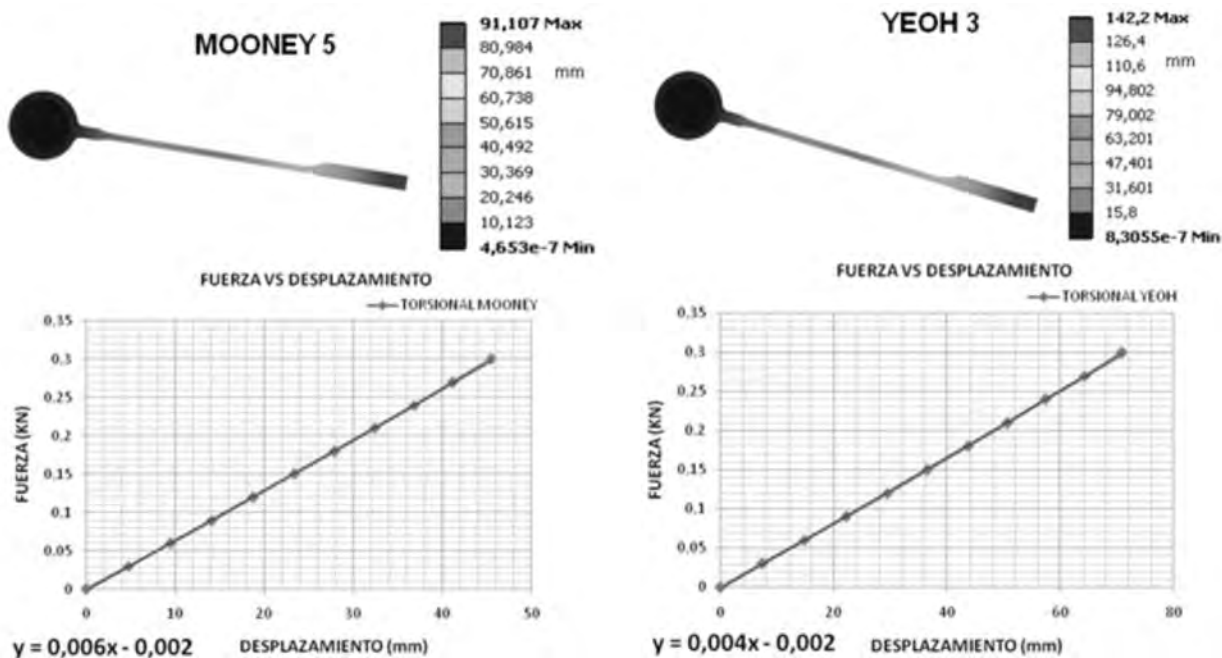 MOONEY 5
91,107 Max
80,984
70,861
mm
60,738
50,615
40,492
30,369
20,246
10,123
4,653e-7 Min
FUERZA VS DESPLAZAMIENTO
TORSIONAL MOONEY
FUERZA (KN)
0.35
0.3
0.25
0.2
0.15
0.1
0.05
0
0 10 20 30 40 50
y = 0,006x - 0,002
DESPLAZAMIENTO (mm)
YEOH 3
142,2 Max
126,4
110,6
mm
94,802
79,002
63,201
47,401
31,601
15,8
8,3055e-7 Min
FUERZA VS DESPLAZAMIENTO
TORSIONAL YEOH
FUERZA (KN)
0.35
0.3
0.25
0.2
0.15
0.1
0.05
0
0 20 40 60 80
y = 0,004x - 0,002
DESPLAZAMIENTO (mm)